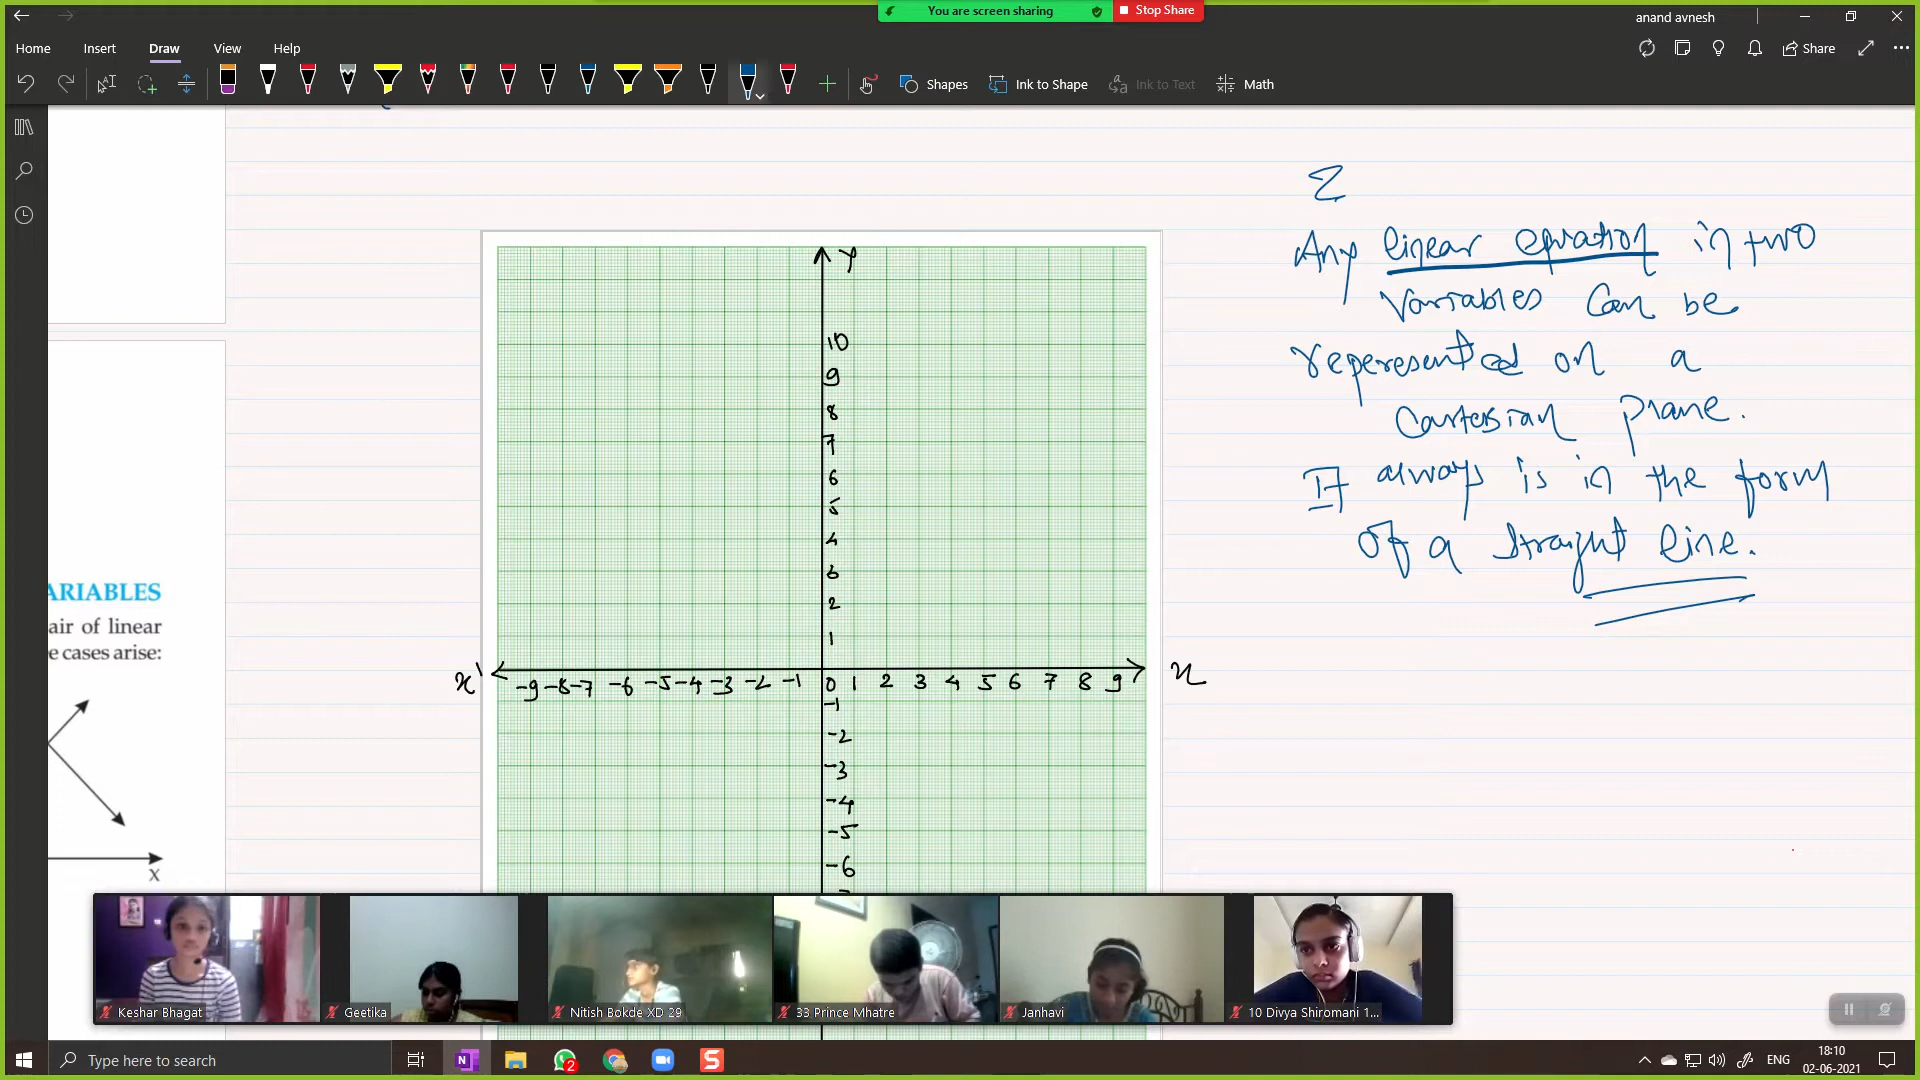 You are screen sharing
Stop Share
anand avnesh
Home Insert Draw View Help
Share
Shapes
Ink to Shape
Ink to Text
Math
Σ
Any linear equation in two
Variables Can be
reperesented on a
Cartesian plane.
It always is in the form
of a straight line.
Y
10
9
8
7
6
5
4
3
2
1
x' -9 -8 -7 -6 -5 -4 -3 -2 -1 0 1 2 3 4 5 6 7 8 9 x
-1
-2
-3
-4
-5
-6
ARIABLES
air of linear
e cases arise:
X
Keshar Bhagat
Geetika
Nitish Bokde XD 29
33 Prince Mhatre
Janhavi
10 Divya Shiromani 1...
Type here to search
2
ENG
18:10
02-06-2021